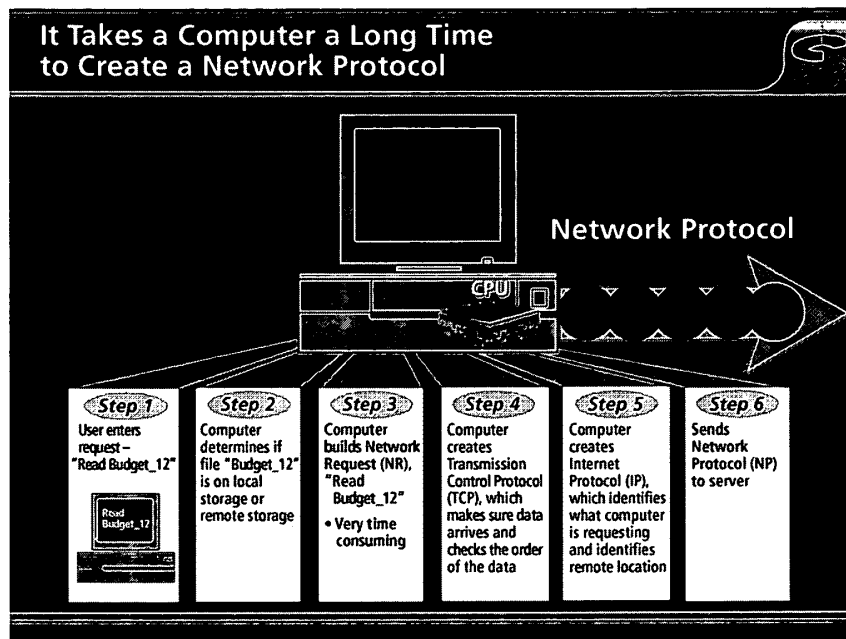 It Takes a Computer a Long Time
to Create a Network Protocol
Network Protocol
CPU
Step 1
User enters
request –
"Read Budget_12"
Read
Budget_12
Step 2
Computer
determines if
file "Budget_12"
is on local
storage or
remote storage
Step 3
Computer
builds Network
Request (NR),
"Read
Budget_12"
• Very time
consuming
Step 4
Computer
creates
Transmission
Control Protocol
(TCP), which
makes sure data
arrives and
checks the order
of the data
Step 5
Computer
creates
Internet
Protocol (IP),
which identifies
what computer
is requesting
and identifies
remote location
Step 6
Sends
Network
Protocol (NP)
to server